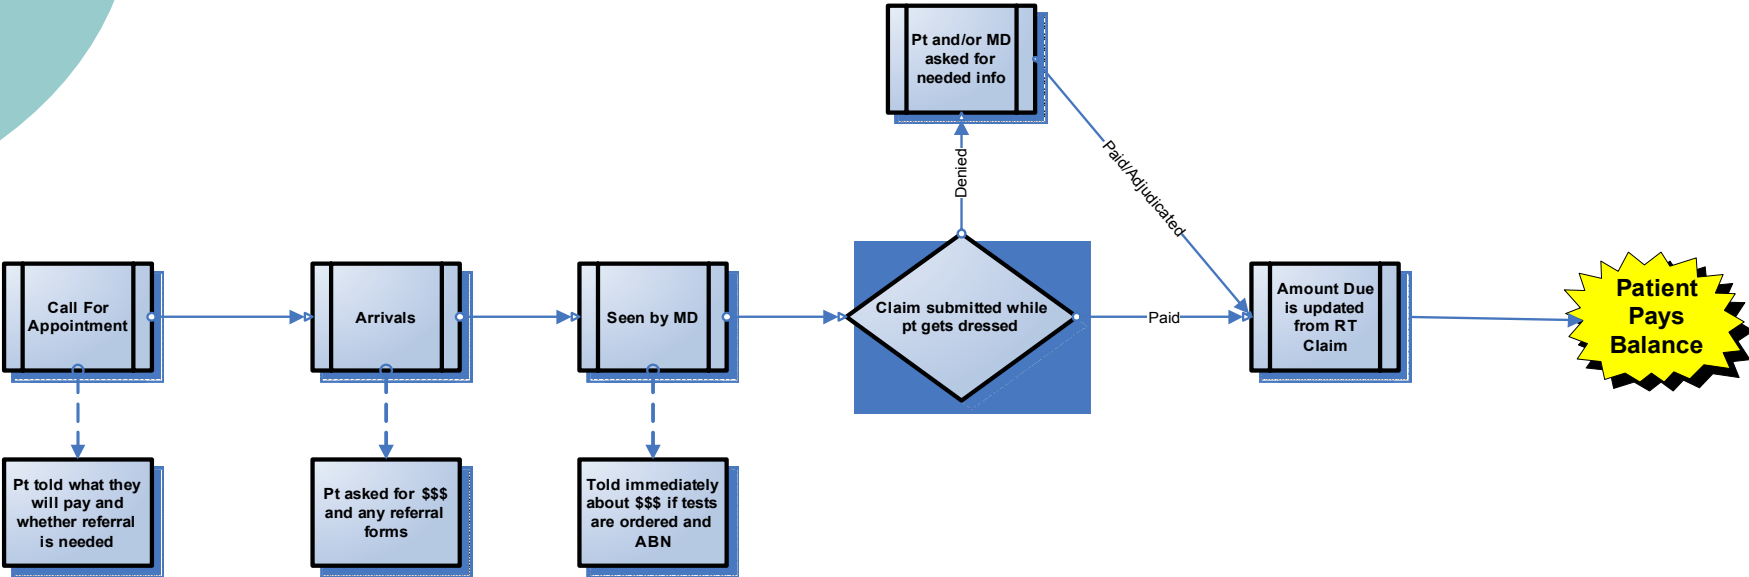 Pt and/or MD
asked for
needed info
Denied
Paid/Adjudicated
Call For
Appointment
Arrivals
Seen by MD
Claim submitted while
pt gets dressed
Paid
Amount Due
is updated
from RT
Claim
Patient
Pays
Balance
Pt told what they
will pay and
whether referral
is needed
Pt asked for $$$
and any referral
forms
Told immediately
about $$$ if tests
are ordered and
ABN